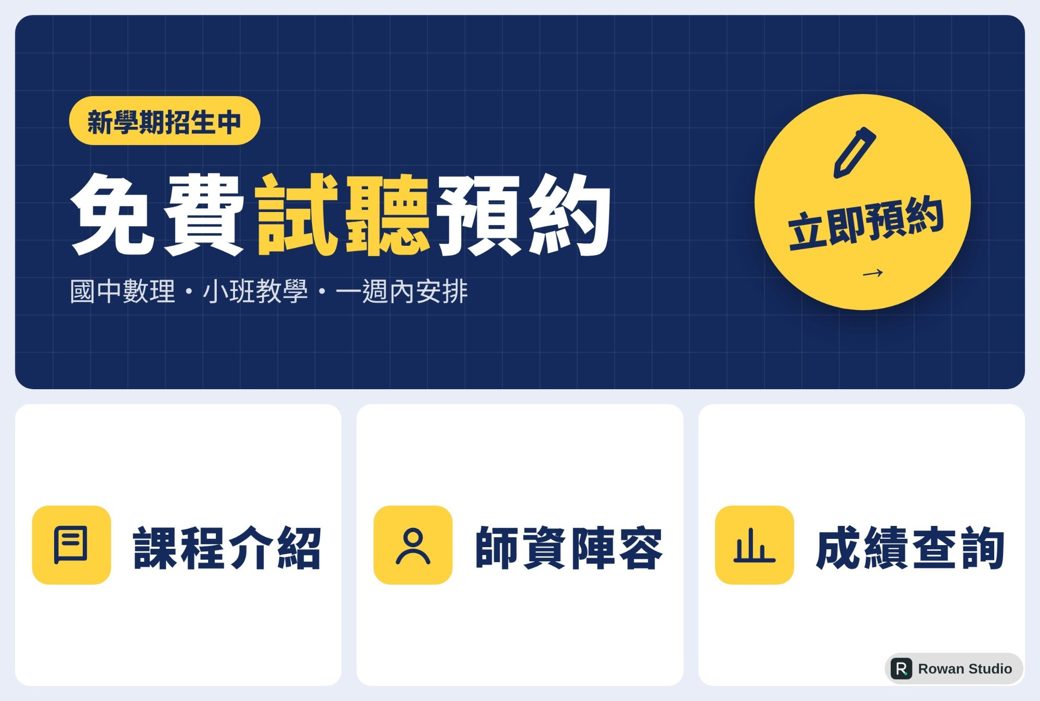 新學期招生中
免費試聽預約
國中數理・小班教學・一週內安排
立即預約
→
課程介紹
師資陣容
成績查詢
R Rowan Studio